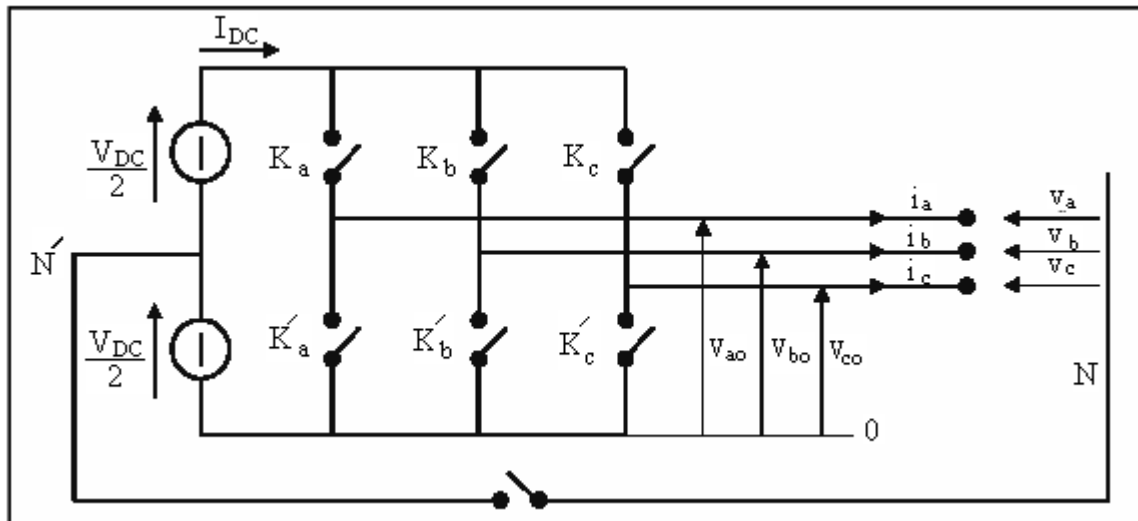 I_DC
V_DC/2
K_a
K_b
K_c
i_a
v_a
i_b
v_b
i_c
v_c
N′
V_DC/2
K′_a
K′_b
K′_c
V_ao
V_bo
V_co
N
0